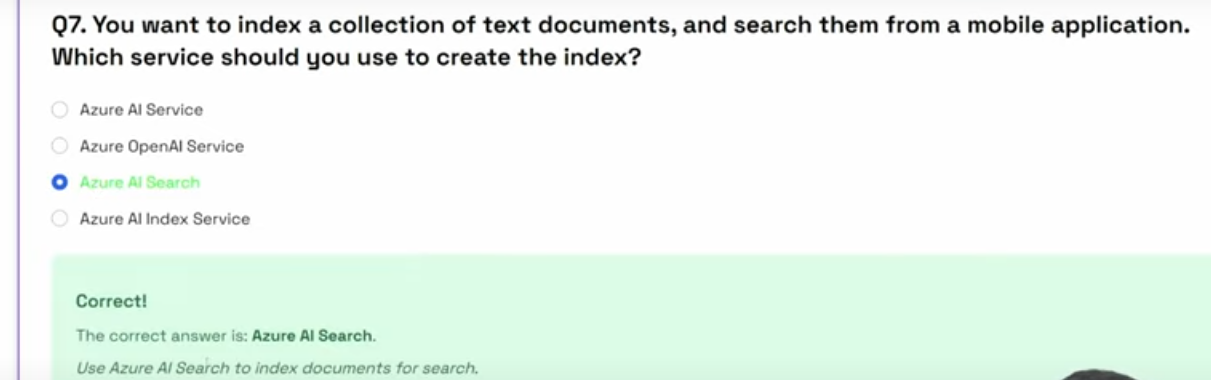 Q7. You want to index a collection of text documents, and search them from a mobile application.
Which service should you use to create the index?
Azure AI Service
Azure OpenAI Service
Azure AI Search
Azure AI Index Service
Correct!
The correct answer is: Azure AI Search.
Use Azure AI Search to index documents for search.